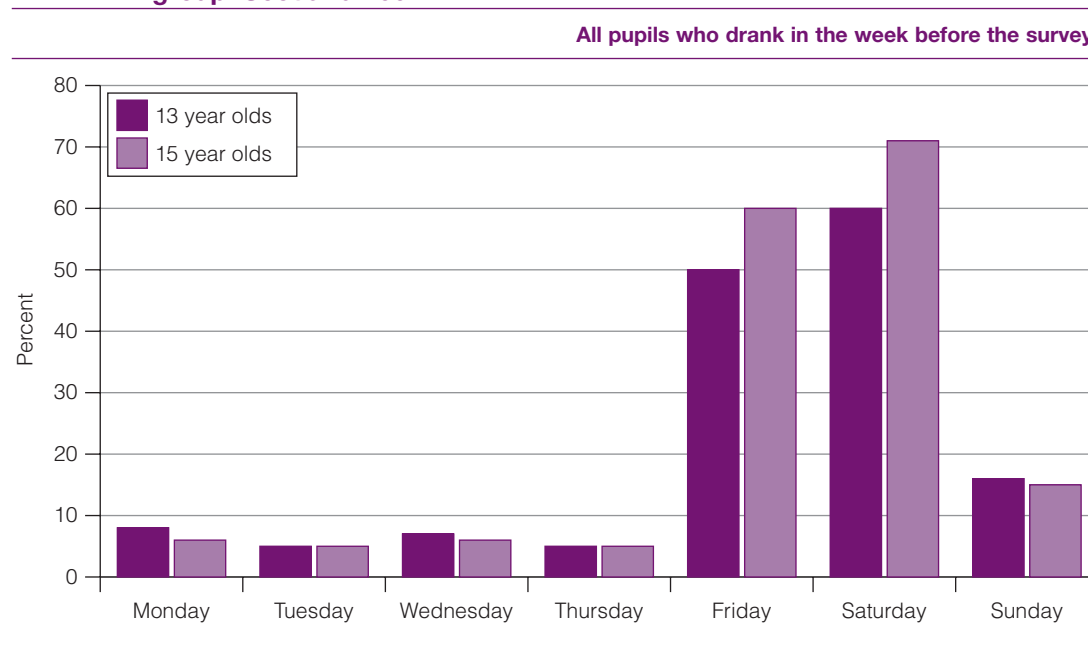 All pupils who drank in the week before the survey
80
13 year olds
15 year olds
70
60
50
40
30
20
10
0
Percent
Monday Tuesday Wednesday Thursday Friday Saturday Sunday